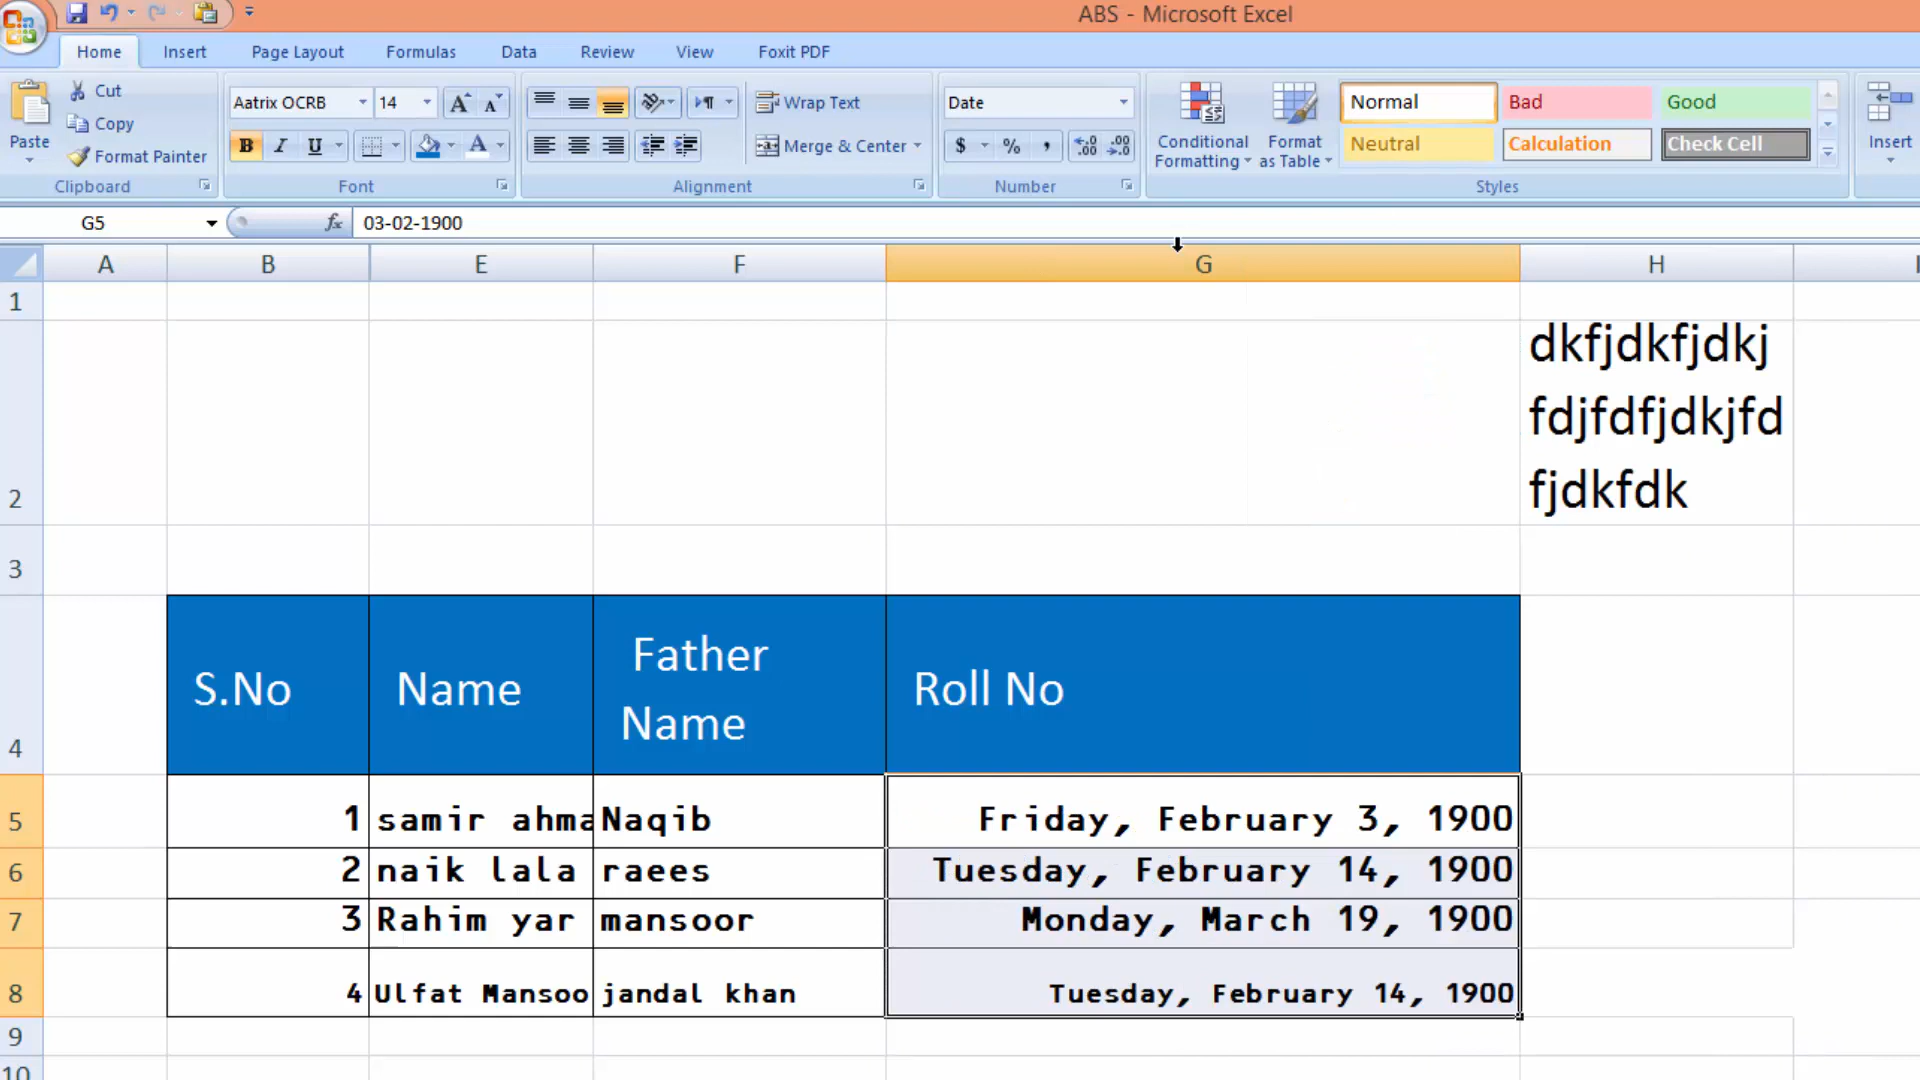 ABS - Microsoft Excel
Home Insert Page Layout Formulas Data Review View Foxit PDF
Paste Cut Copy Format Painter Clipboard
Aatrix OCRB 14 A A B I U A Font
Wrap Text Merge & Center Alignment
Date $ % , .0 .00 .00 .0 Number
Conditional Formatting Format as Table Normal Bad Good Neutral Calculation Check Cell Styles
Insert
G5 fx 03-02-1900
A B E F G H
1
dkfjdkfjdkj
fdjfdfjdkjfd
2 fjdkfdk
3
4 S.No Name Father Name Roll No
5 1 samir ahma Naqib Friday, February 3, 1900
6 2 naik lala raees Tuesday, February 14, 1900
7 3 Rahim yar mansoor Monday, March 19, 1900
8 4 Ulfat Mansoo jandal khan Tuesday, February 14, 1900
9
10